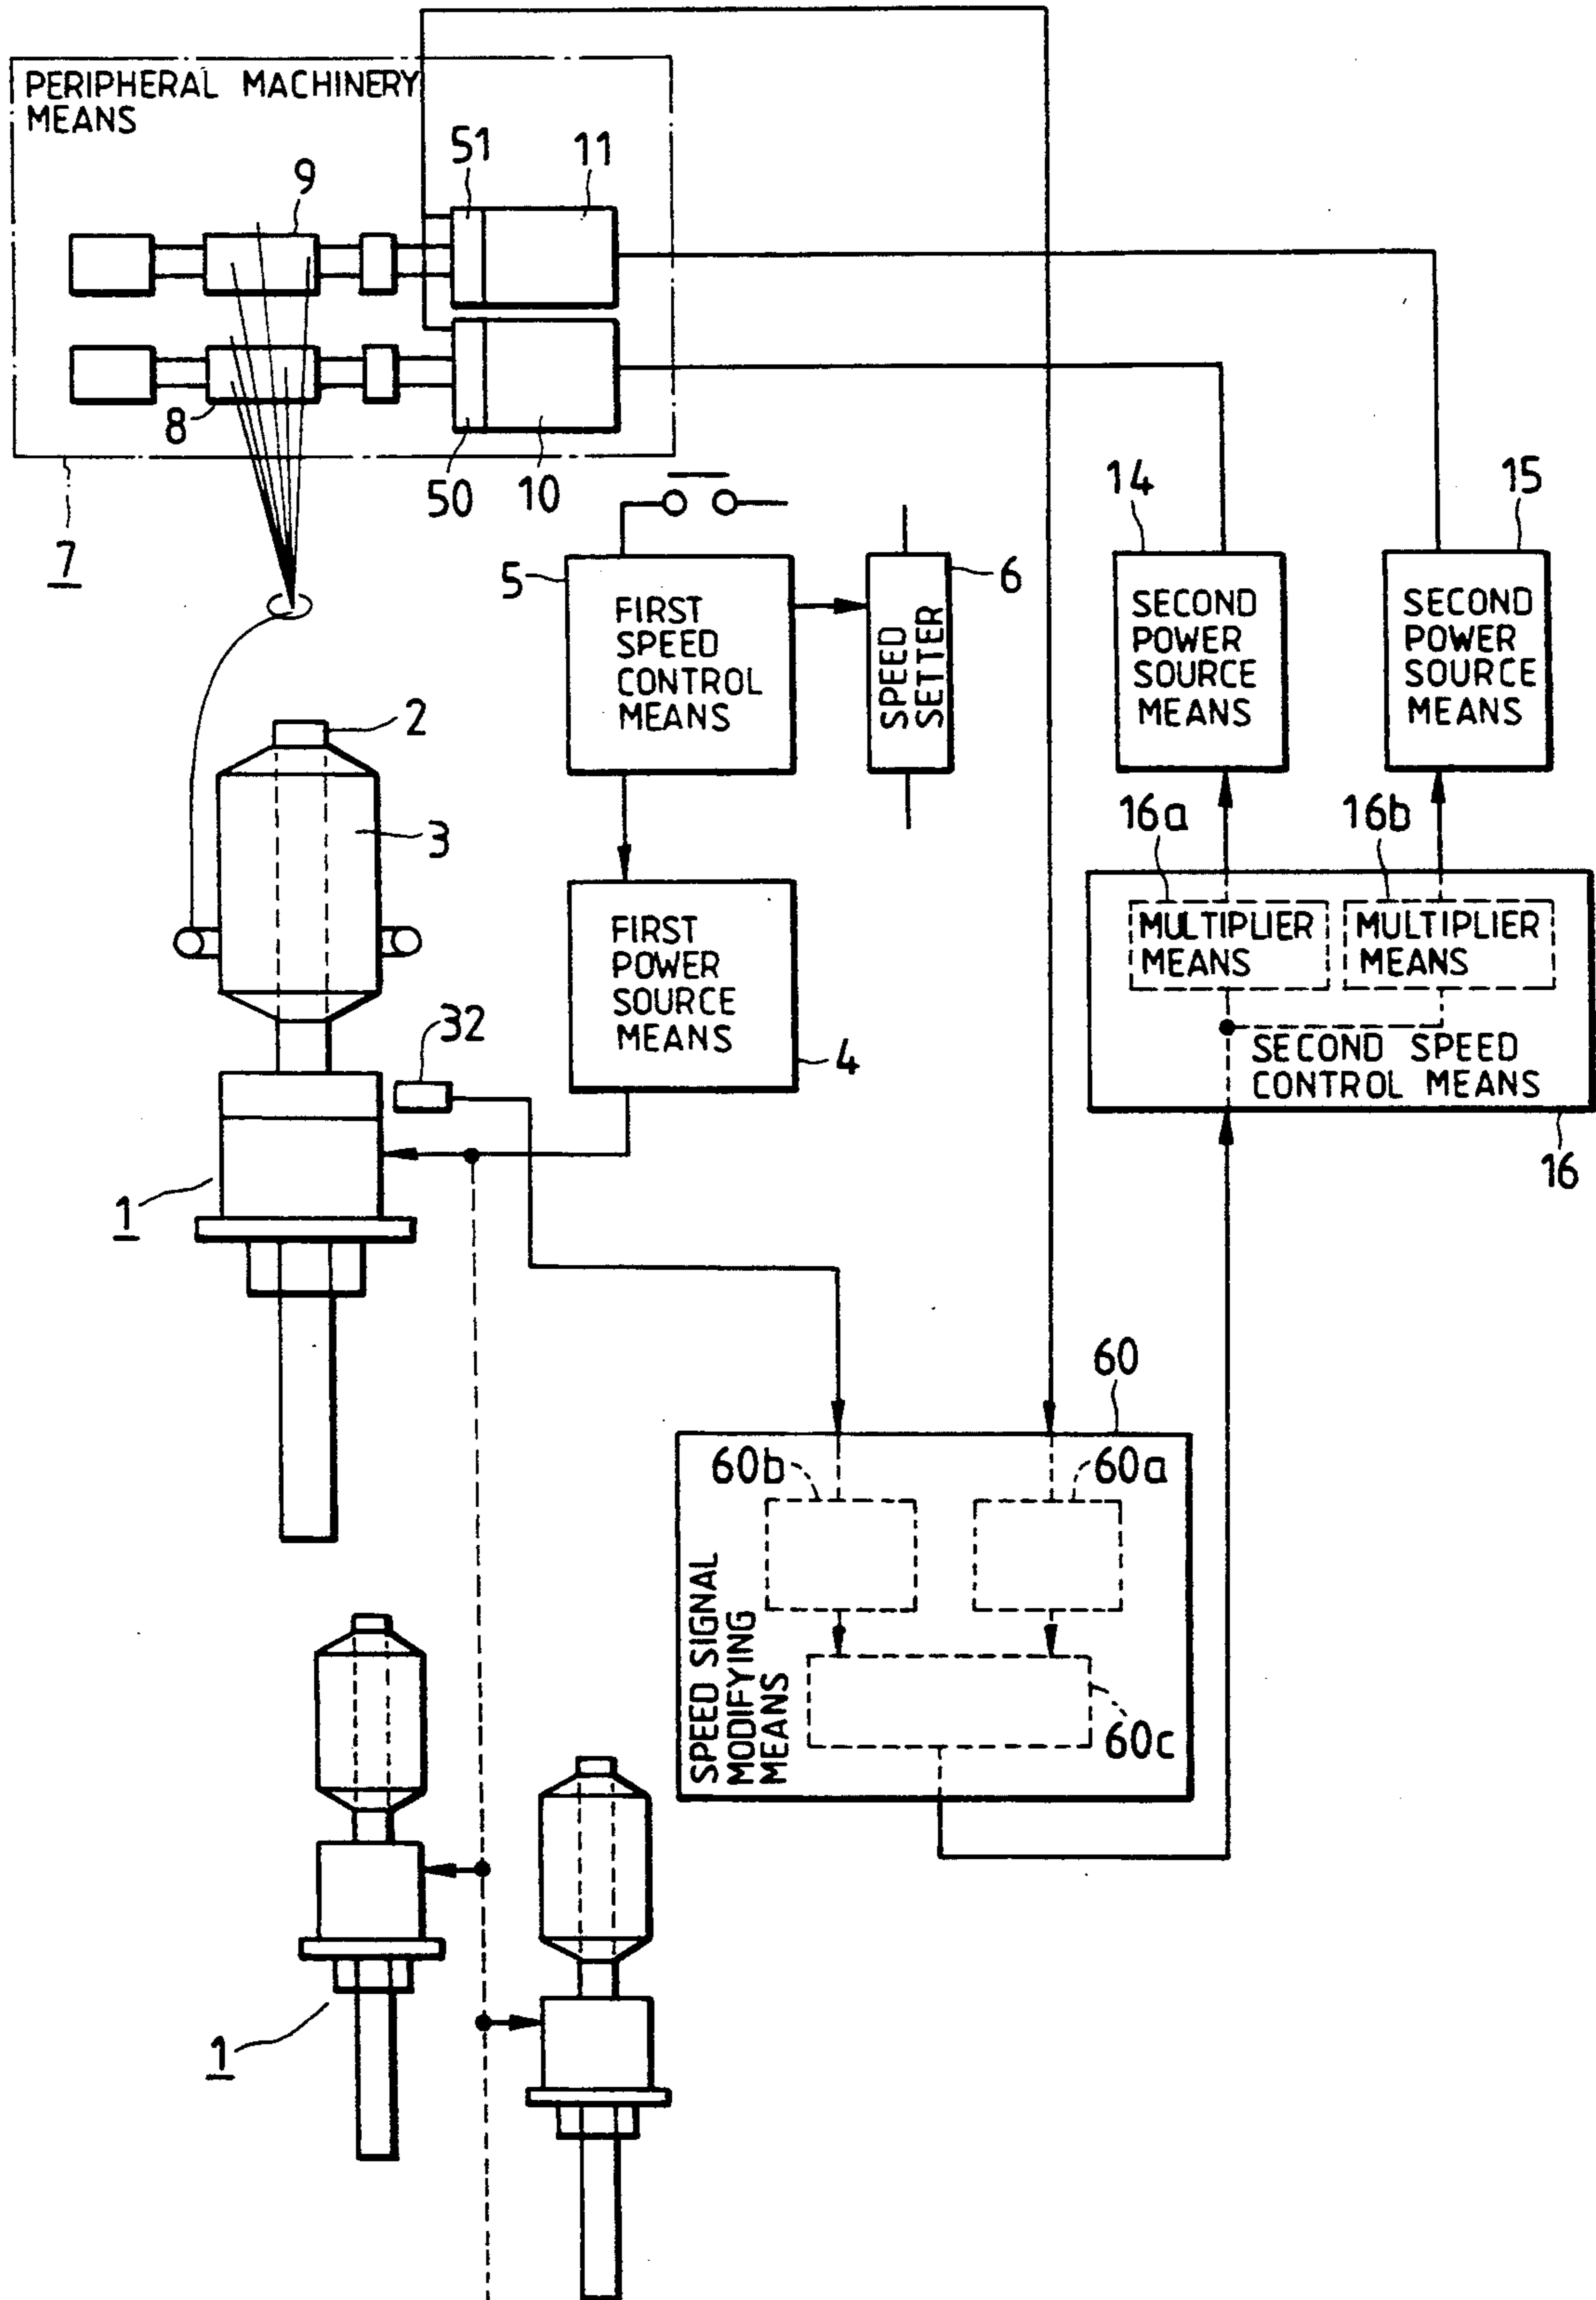 PERIPHERAL MACHINERY
MEANS
51
11
9
8
50
10
7
14
15
5
6
FIRST
SPEED
CONTROL
MEANS
SPEED
SETTER
SECOND
POWER
SOURCE
MEANS
SECOND
POWER
SOURCE
MEANS
2
3
16a
16b
FIRST
POWER
SOURCE
MEANS
MULTIPLIER
MEANS
MULTIPLIER
MEANS
32
4
SECOND SPEED
CONTROL MEANS
16
1
60
60b
60a
SPEED SIGNAL
MODIFYING
MEANS
60c
1